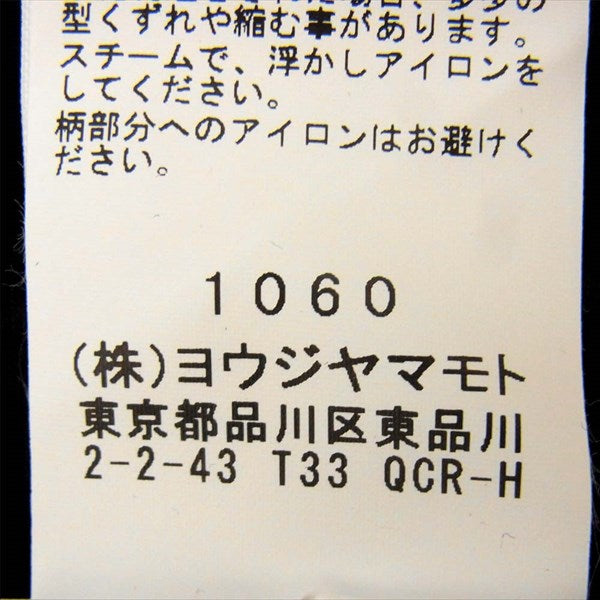 型くずれや縮む事があります。
スチームで、浮かしアイロンを
してください。
柄部分へのアイロンはお避けく
ださい。
1060
(株)ヨウジヤマモト
東京都品川区東品川
2-2-43 T33 QCR-H